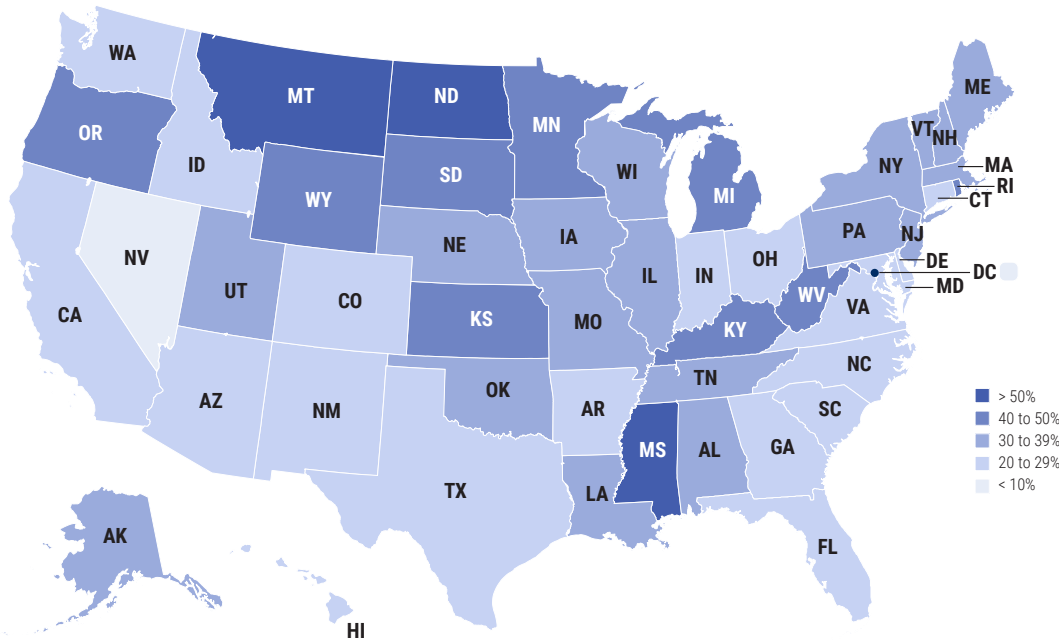 WA
MT
ND
MN
ME
OR
VT
NH
ID
SD
WI
NY
MA
WY
MI
RI
CT
NE
IA
PA
NJ
NV
UT
CO
IL
IN
OH
DE
DC
MD
CA
KS
MO
WV
VA
KY
OK
TN
NC
AZ
NM
AR
SC
MS
AL
GA
TX
LA
AK
FL
HI
> 50%
40 to 50%
30 to 39%
20 to 29%
< 10%